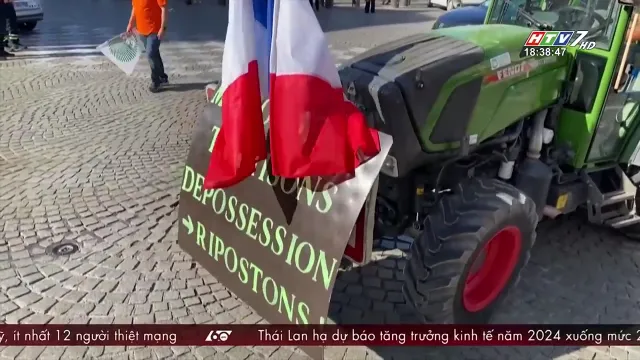 HTV7 HD
18:38:47
FENDT
DEPOSSESSION
→RIPOSTONS!
ỹ, ít nhất 12 người thiệt mạng
60
Thái Lan hạ dự báo tăng trưởng kinh tế năm 2024 xuống mức 2